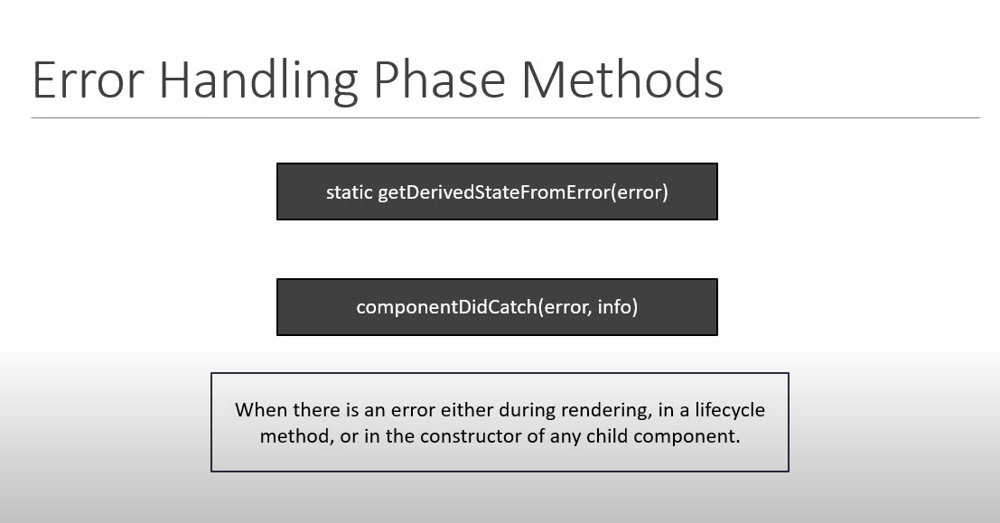 Error Handling Phase Methods
static getDerivedStateFromError(error)
componentDidCatch(error, info)
When there is an error either during rendering, in a lifecycle
method, or in the constructor of any child component.